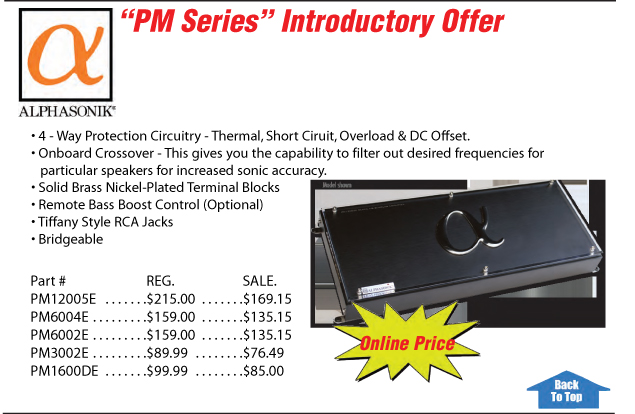 “PM Series” Introductory Offer
α
ALPHASONIK®
• 4 - Way Protection Circuitry - Thermal, Short Ciruit, Overload & DC Offset.
• Onboard Crossover - This gives you the capability to filter out desired frequencies for
particular speakers for increased sonic accuracy.
• Solid Brass Nickel-Plated Terminal Blocks
• Remote Bass Boost Control (Optional)
• Tiffany Style RCA Jacks
• Bridgeable
Model shown
α
ALPHASONIK
Part # REG. SALE.
PM12005E . . . . . . .$215.00 . . . . . . .$169.15
PM6004E . . . . . . . . .$159.00 . . . . . . .$135.15
PM6002E . . . . . . . . .$159.00 . . . . . . .$135.15
PM3002E . . . . . . . . .$89.99 . . . . . . . .$76.49
PM1600DE . . . . . . .$99.99 . . . . . . . .$85.00
Online Price
Back
To Top